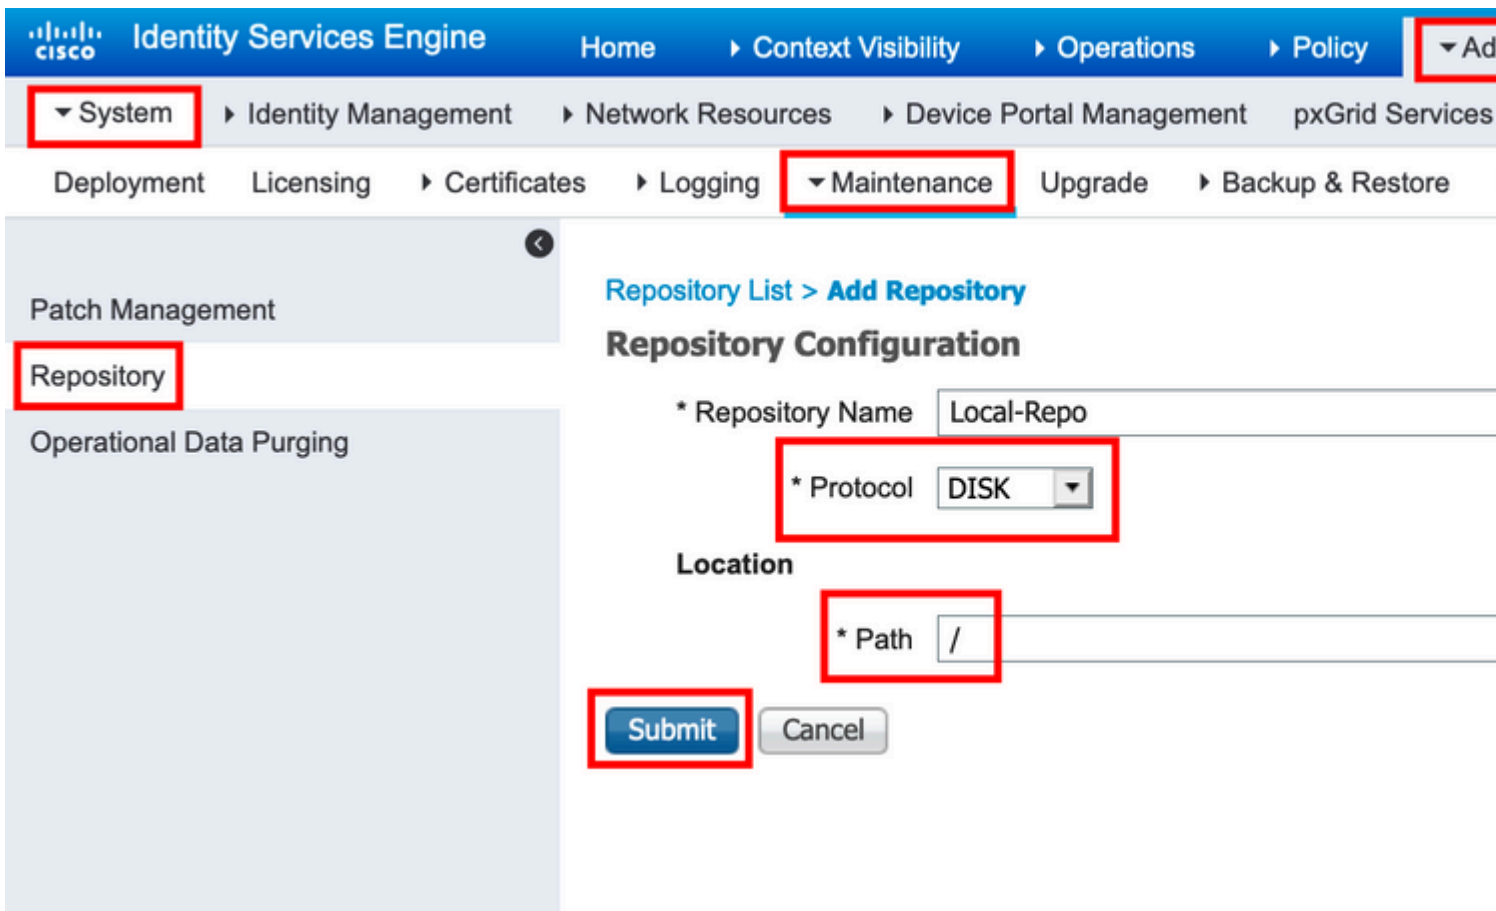 cisco Identity Services Engine Home Context Visibility Operations Policy Ad
System Identity Management Network Resources Device Portal Management pxGrid Services
Deployment Licensing Certificates Logging Maintenance Upgrade Backup & Restore
Patch Management
Repository
Operational Data Purging
Repository List > Add Repository
Repository Configuration
* Repository Name Local-Repo
* Protocol DISK
Location
* Path /
Submit Cancel